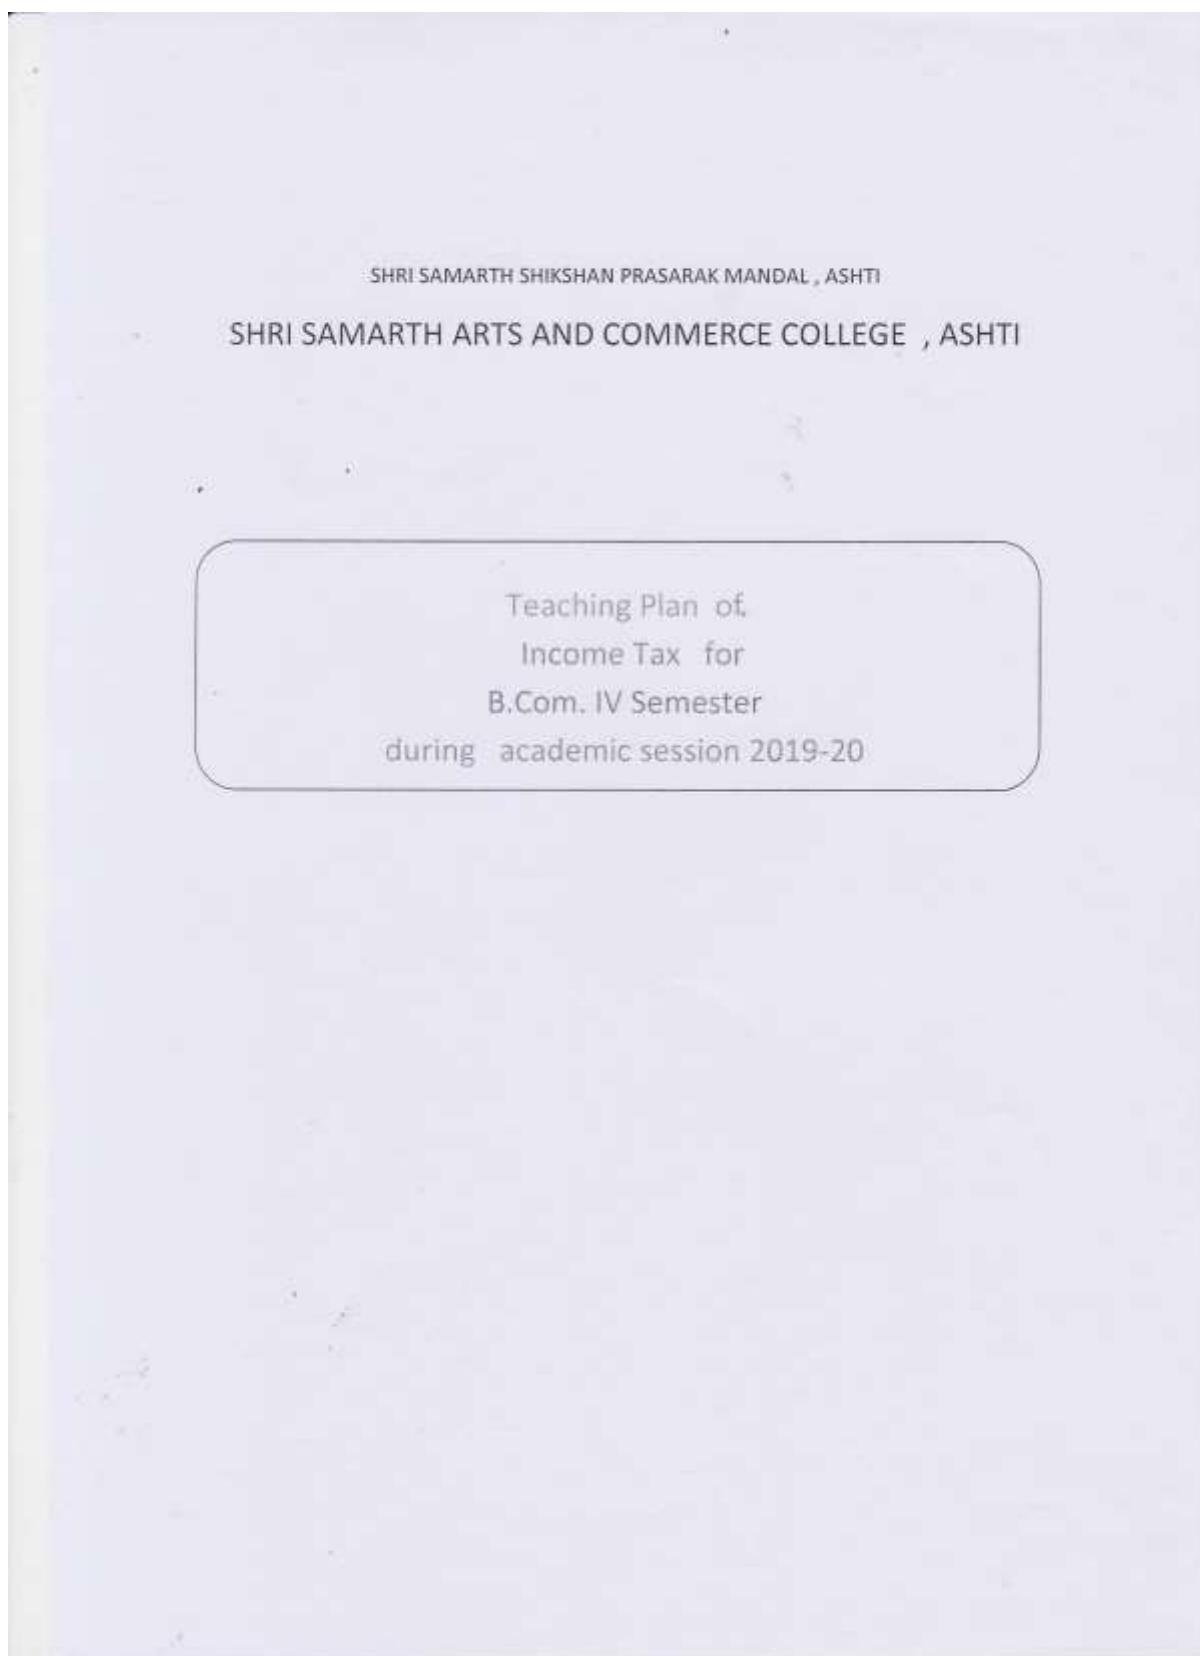 SHRI SAMARTH SHIKSHAN PRASARAK MANDAL , ASHTI
SHRI SAMARTH ARTS AND COMMERCE COLLEGE , ASHTI
Teaching Plan of
Income Tax for
B.Com. IV Semester
during academic session 2019-20